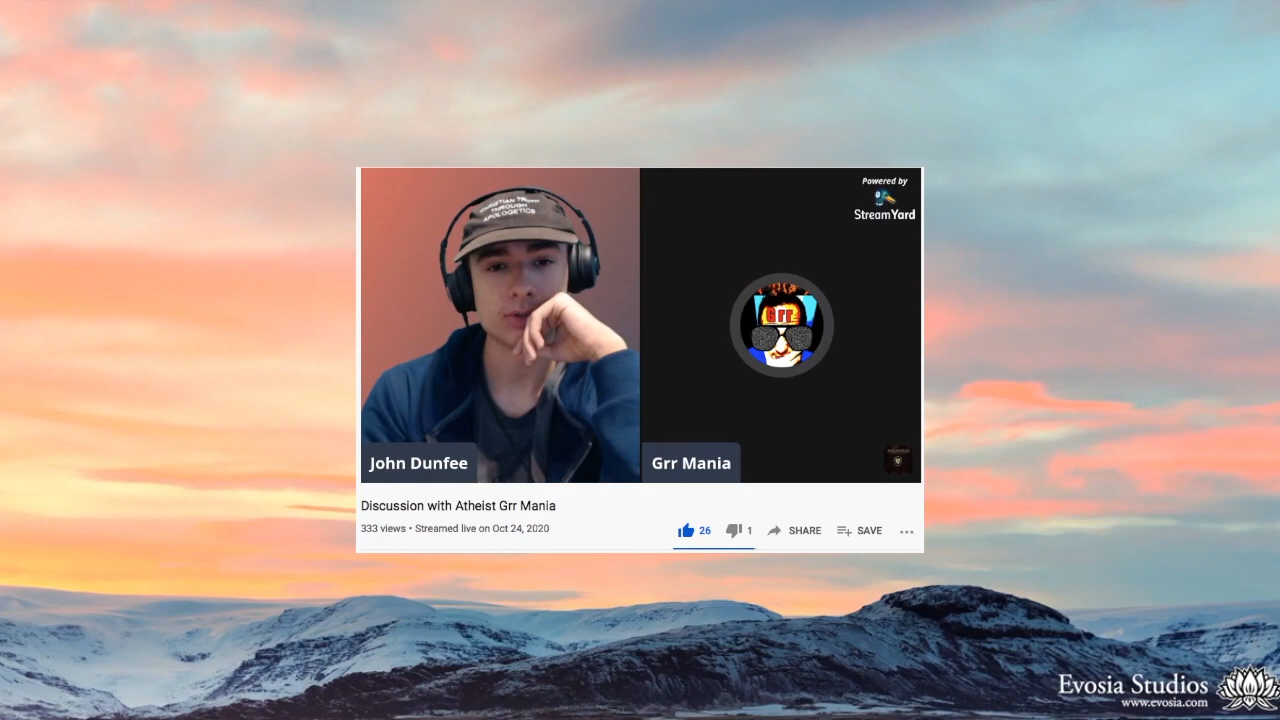 CHRISTIAN TRUTH
THROUGH
APOLOGETICS
Powered by
StreamYard
Grr
John Dunfee
Grr Mania
Discussion with Atheist Grr Mania
333 views • Streamed live on Oct 24, 2020
26 1 SHARE SAVE
Evosia Studios
www.evosia.com